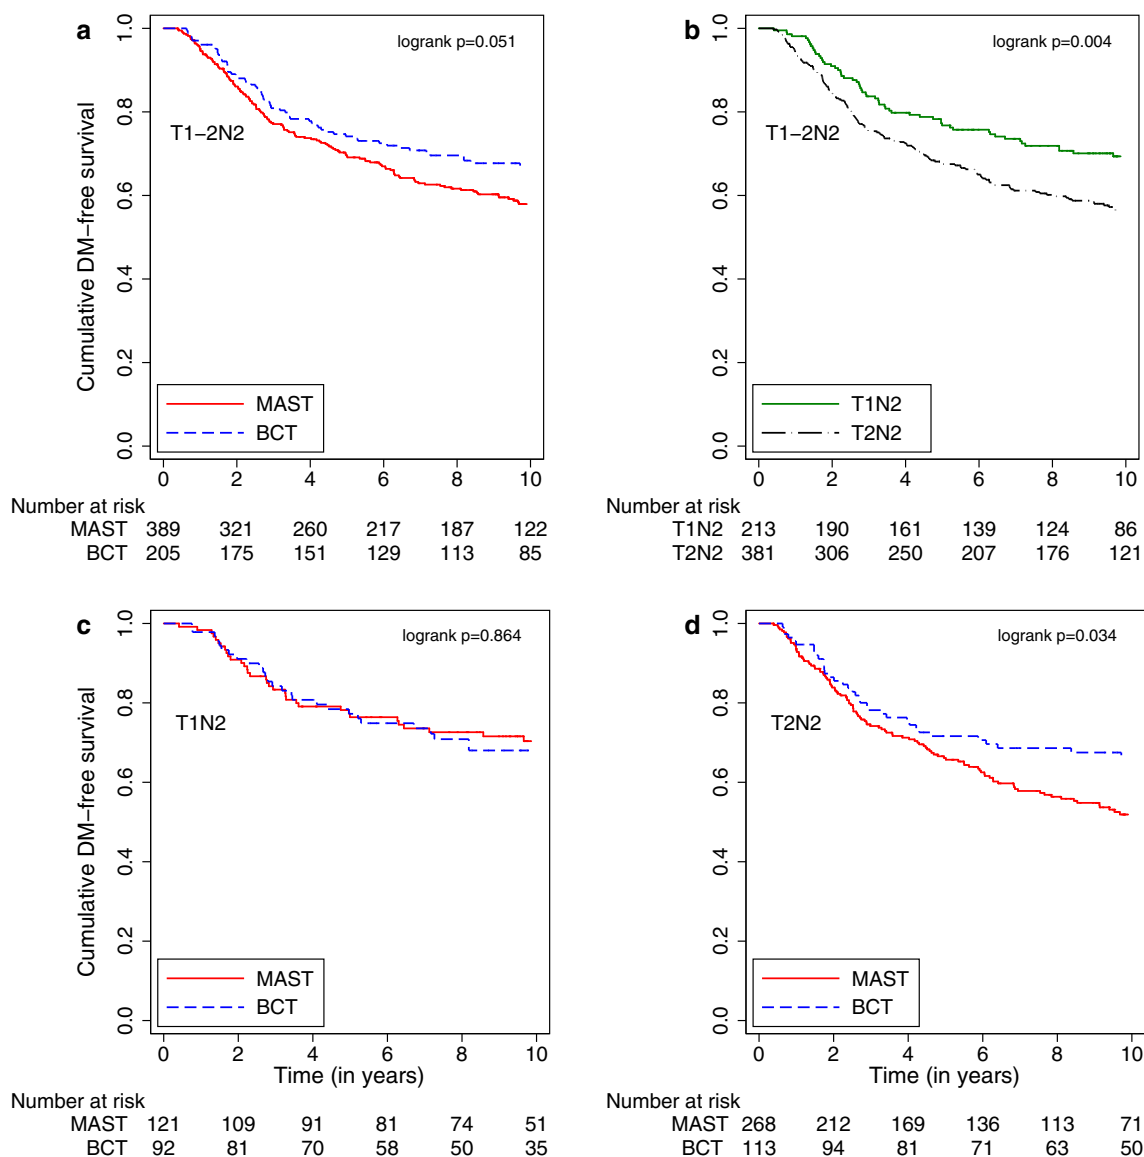 a
logrank p=0.051
T1−2N2
Cumulative DM−free survival
1.0
0.8
0.6
0.4
0.2
0.0
MAST
BCT
0 2 4 6 8 10
Number at risk
MAST 389 321 260 217 187 122
BCT 205 175 151 129 113 85
b
logrank p=0.004
T1−2N2
1.0
0.8
0.6
0.4
0.2
0.0
T1N2
T2N2
0 2 4 6 8 10
Number at risk
T1N2 213 190 161 139 124 86
T2N2 381 306 250 207 176 121
c
logrank p=0.864
T1N2
Cumulative DM−free survival
1.0
0.8
0.6
0.4
0.2
0.0
MAST
BCT
0 2 4 6 8 10
Time (in years)
Number at risk
MAST 121 109 91 81 74 51
BCT 92 81 70 58 50 35
d
logrank p=0.034
T2N2
1.0
0.8
0.6
0.4
0.2
0.0
MAST
BCT
0 2 4 6 8 10
Time (in years)
Number at risk
MAST 268 212 169 136 113 71
BCT 113 94 81 71 63 50